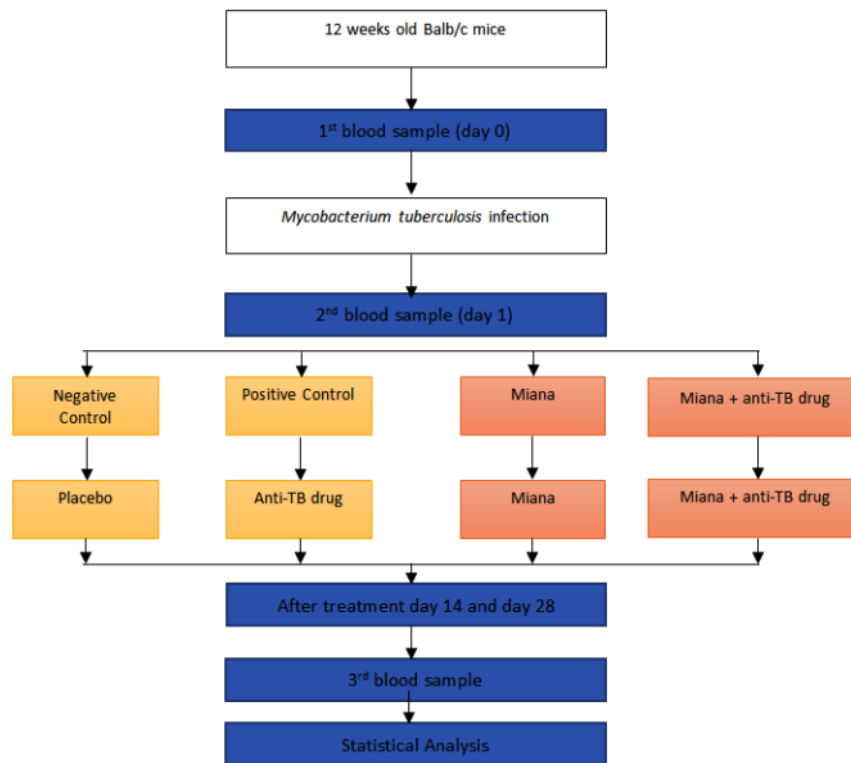 12 weeks old Balb/c mice
1st blood sample (day 0)
Mycobacterium tuberculosis infection
2nd blood sample (day 1)
Negative
Control
Positive Control
Miana
Miana + anti-TB drug
Placebo
Anti-TB drug
Miana
Miana + anti-TB drug
After treatment day 14 and day 28
3rd blood sample
Statistical Analysis